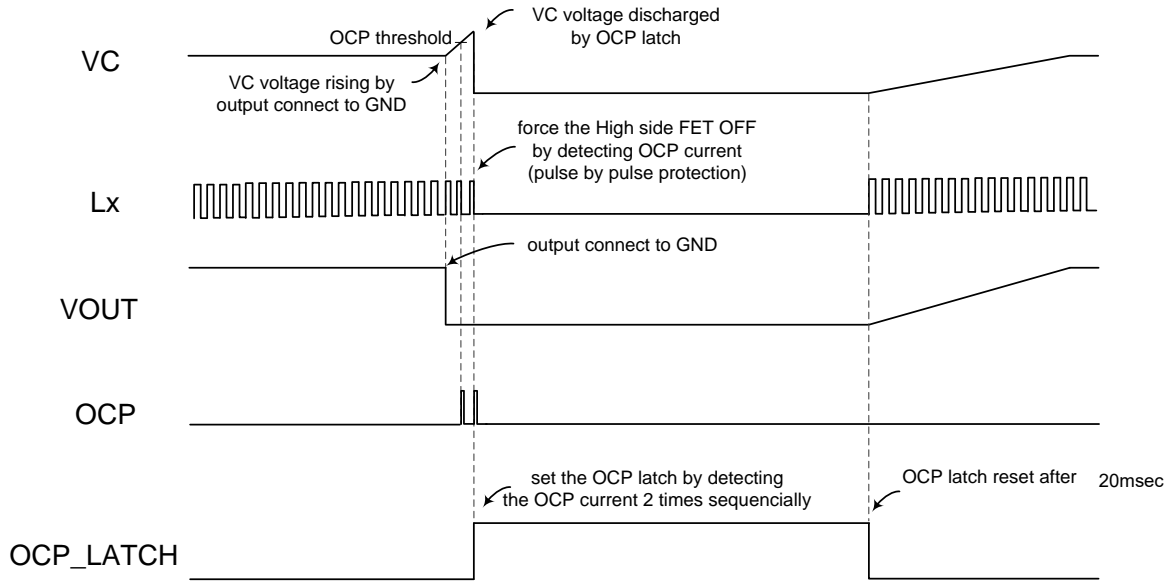 VC voltage discharged
by OCP latch
OCP threshold
VC
VC voltage rising by
output connect to GND
force the High side FET OFF
by detecting OCP current
(pulse by pulse protection)
Lx
output connect to GND
VOUT
OCP
set the OCP latch by detecting
the OCP current 2 times sequencially
OCP latch reset after 20msec
OCP_LATCH